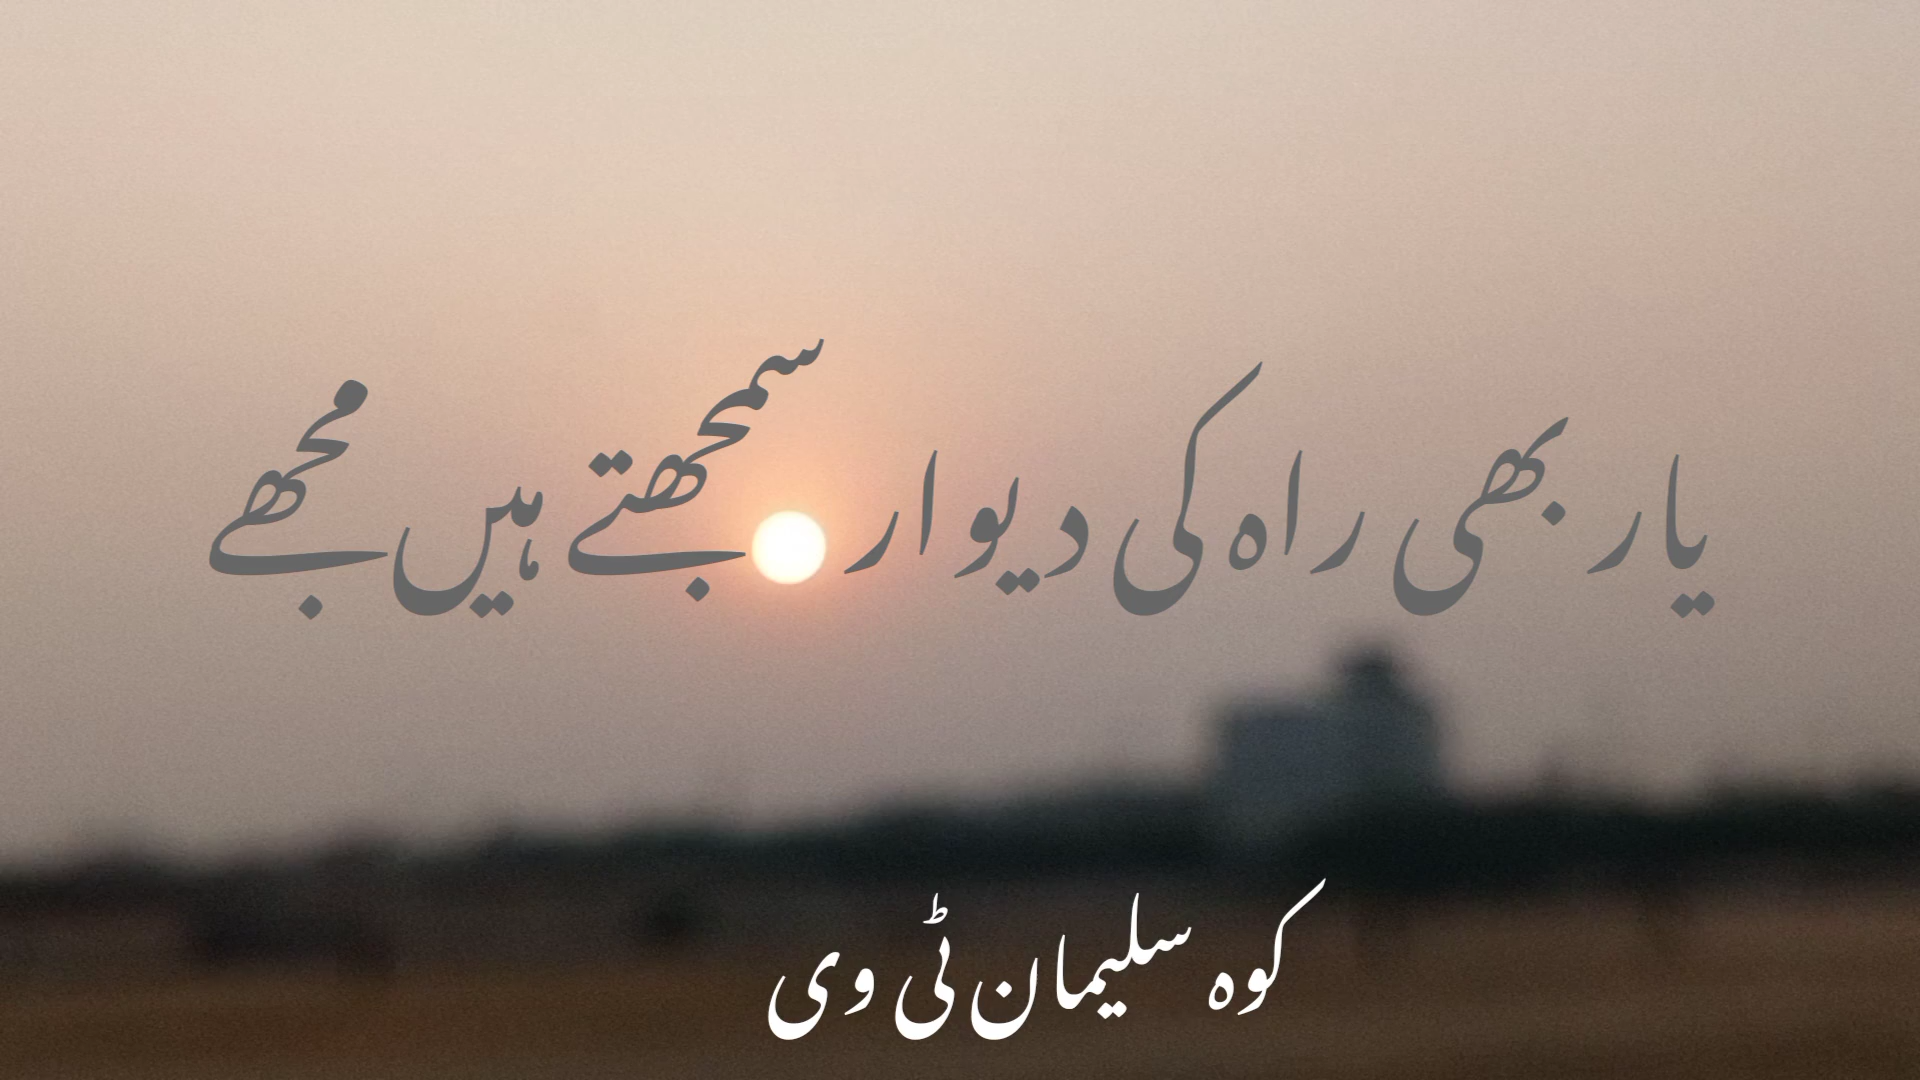 یار بھی راہ کی دیوار سمجھتے ہیں مجھے
کوہ سلیمان ٹی وی